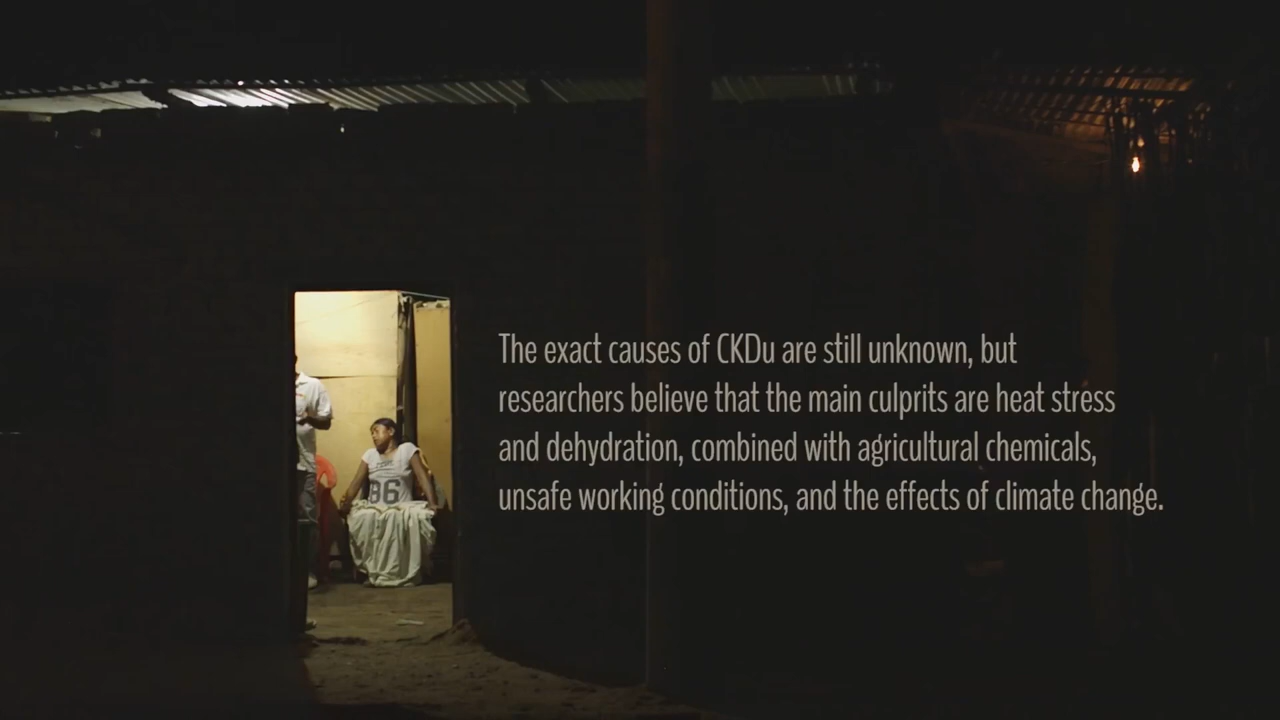 The exact causes of CKDu are still unknown, but
researchers believe that the main culprits are heat stress
and dehydration, combined with agricultural chemicals,
unsafe working conditions, and the effects of climate change.
86